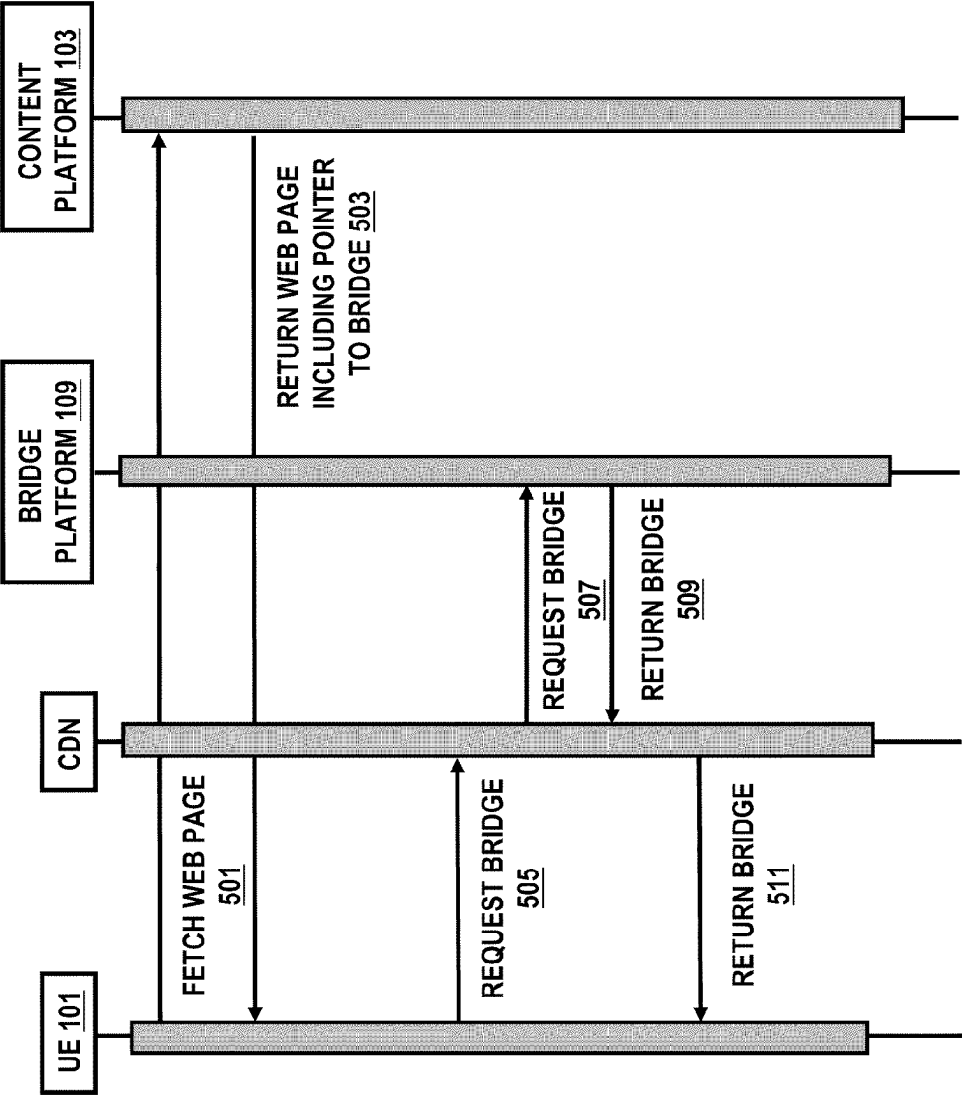 UE 101
CDN
BRIDGE
PLATFORM 109
CONTENT
PLATFORM 103
FETCH WEB PAGE
501
RETURN WEB PAGE
INCLUDING POINTER
TO BRIDGE 503
REQUEST BRIDGE
505
REQUEST BRIDGE
507
RETURN BRIDGE
509
RETURN BRIDGE
511